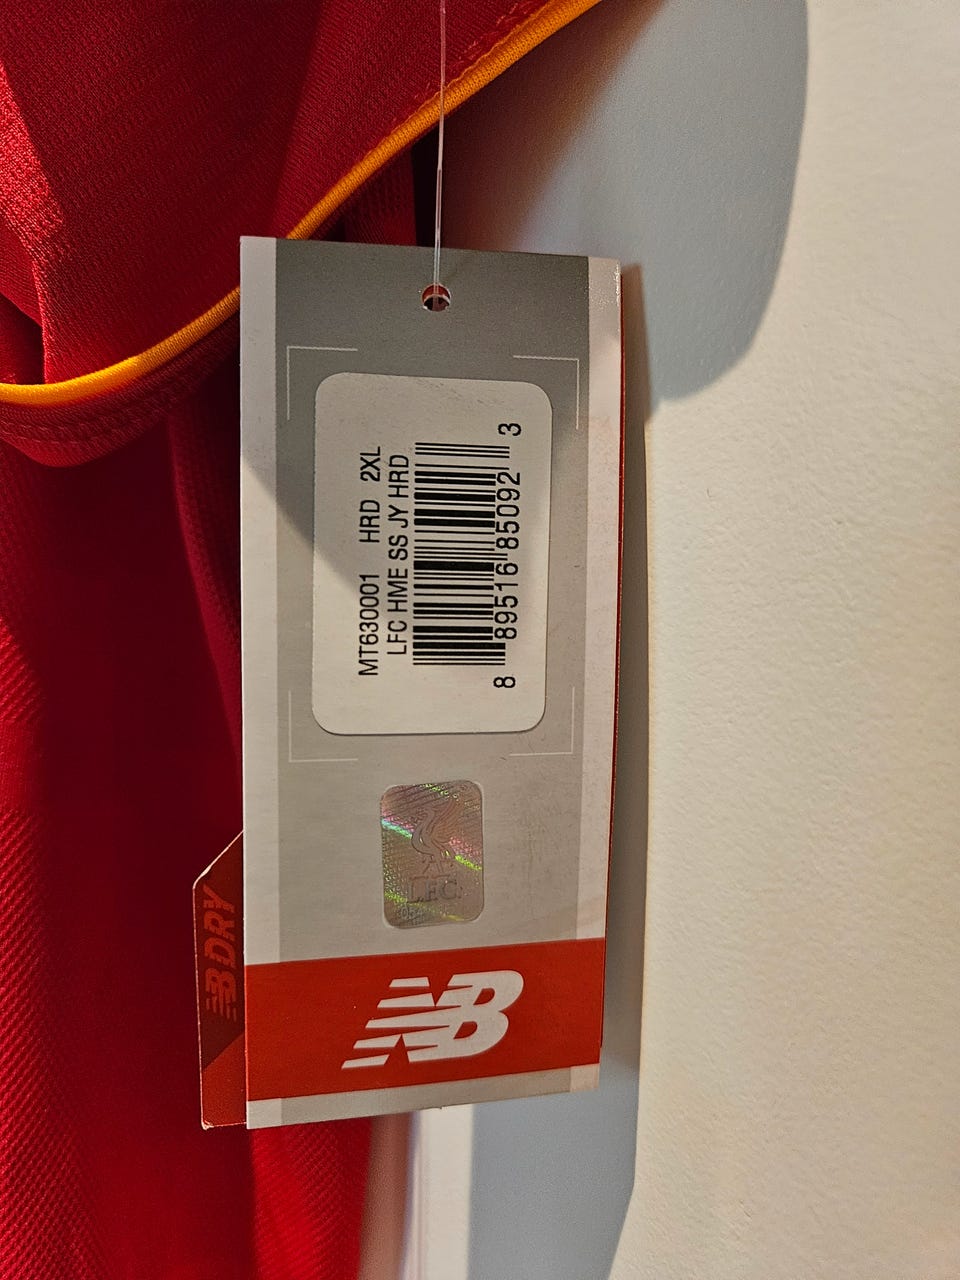 MT630001 HRD 2XL
LFC HME SS JY HRD
8 89516 85092 3
L.F.C.
NB
NB DRY